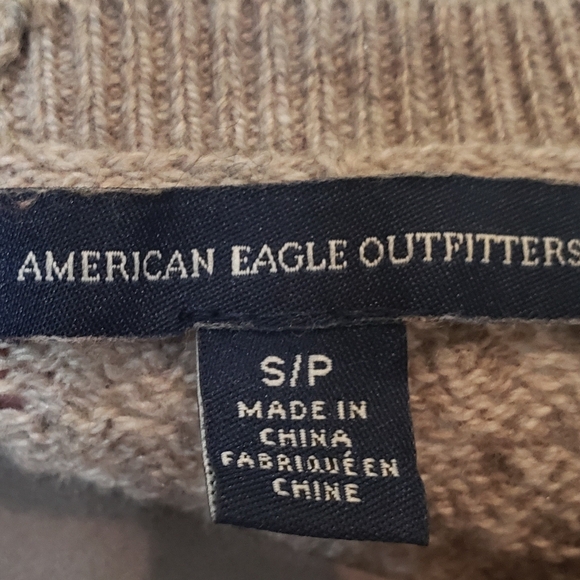 AMERICAN EAGLE OUTFITTERS
S/P
MADE IN
CHINA
FABRIQUÉ EN
CHINE